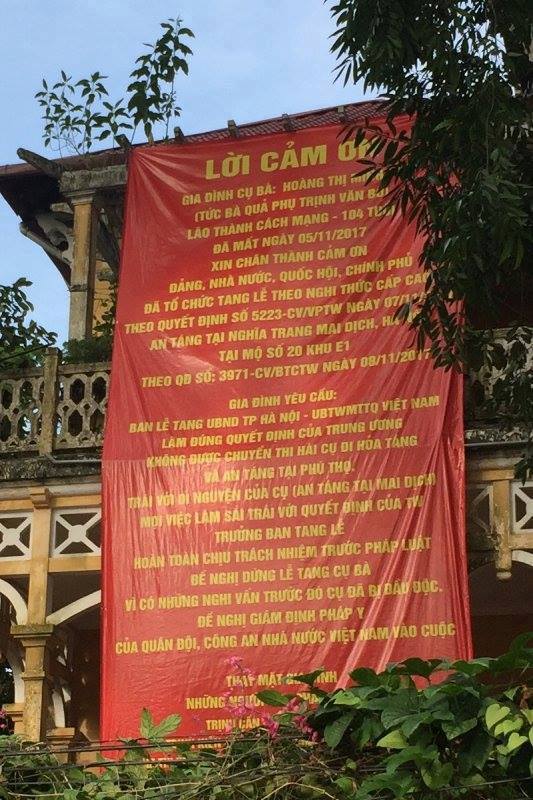 LỜI CẢM ƠN
GIA ĐÌNH CỤ BÀ: HOÀNG THỊ
(TỨC BÀ QUẢ PHỤ TRỊNH VĂN BÔ)
LÃO THÀNH CÁCH MẠNG - 104 TUỔI
ĐÃ MẤT NGÀY 05/11/2017
XIN CHÂN THÀNH CẢM ƠN
ĐẢNG, NHÀ NƯỚC, QUỐC HỘI, CHÍNH PHỦ
ĐÃ TỔ CHỨC TANG LỄ THEO NGHI THỨC CẤP CAO
THEO QUYẾT ĐỊNH SỐ 5223-CV/VPTW NGÀY
AN TÁNG TẠI NGHĨA TRANG MAI DỊCH, HÀ
TẠI MỘ SỐ 20 KHU E1
THEO QĐ SỐ: 3971-CV/BTCTW NGÀY 08/11/2017
GIA ĐÌNH YÊU CẦU:
BAN LỄ TANG UBND TP HÀ NỘI - UBTWMTTQ VIỆT NAM
LÀM ĐÚNG QUYẾT ĐỊNH CỦA TRUNG ƯƠNG
KHÔNG ĐƯỢC CHUYỂN THI HÀI CỤ ĐI HỎA TÁNG
VÀ AN TÁNG TẠI PHÚ THỌ.
TRÁI VỚI DI NGUYỆN CỦA CỤ (AN TÁNG TẠI MAI DỊCH)
MỌI VIỆC LÀM SAI TRÁI VỚI QUYẾT ĐỊNH CỦA TW
TRƯỞNG BAN TANG LỄ
HOÀN TOÀN CHỊU TRÁCH NHIỆM TRƯỚC PHÁP LUẬT
ĐỀ NGHỊ DỪNG LỄ TANG CỤ BÀ
VÌ CÓ NHỮNG NGHI VẤN TRƯỚC ĐÓ CỤ ĐÃ BỊ ĐẦU ĐỘC.
ĐỀ NGHỊ GIÁM ĐỊNH PHÁP Y
CỦA QUÂN ĐỘI, CÔNG AN NHÀ NƯỚC VIỆT NAM VÀO CUỘC
THAY MẶT GIA ĐÌNH
NHỮNG NGƯỜI
TRỊNH CẦN